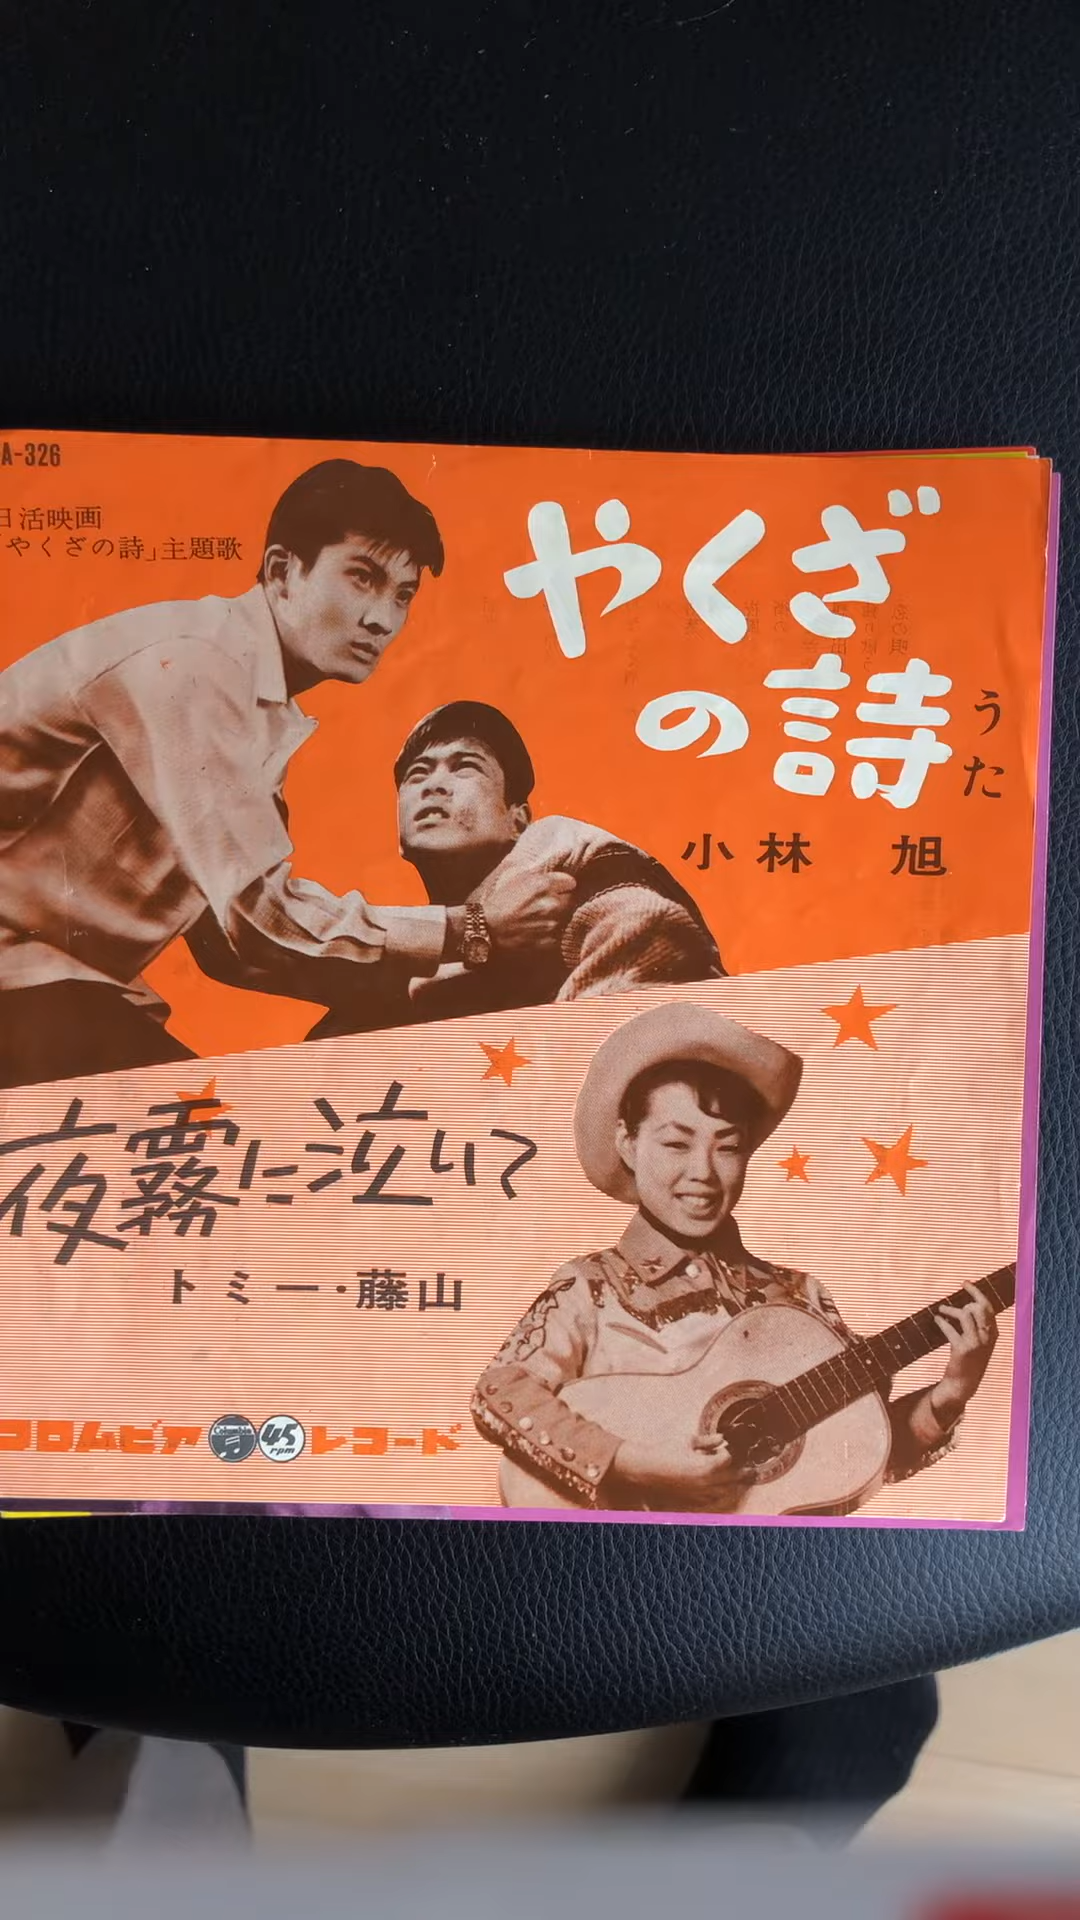 A-326
日活映画
「やくざの詩」主題歌
やくざ
の詩
うた
小林 旭
夜霧に泣いて
トミー・藤山
コロムビア Columbia 45 rpm レコード